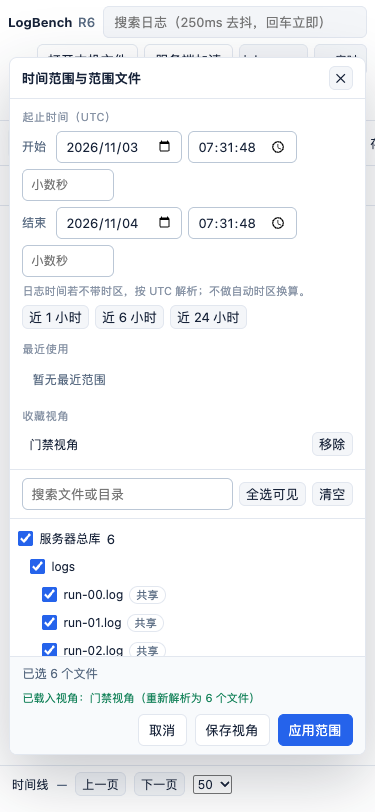 LogBench R6 搜索日志（250ms 去抖，回车立即）
时间范围与范围文件
起止时间（UTC）
开始 2026/11/03 07:31:48
小数秒
结束 2026/11/04 07:31:48
小数秒
日志时间若不带时区，按 UTC 解析；不做自动时区换算。
近 1 小时 近 6 小时 近 24 小时
最近使用
暂无最近范围
收藏视角
门禁视角 移除
搜索文件或目录 全选可见 清空
服务器总库 6
logs
run-00.log 共享
run-01.log 共享
run-02.log 共享
已选 6 个文件
已载入视角：门禁视角（重新解析为 6 个文件）
取消 保存视角 应用范围
时间线 — 上一页 下一页 50